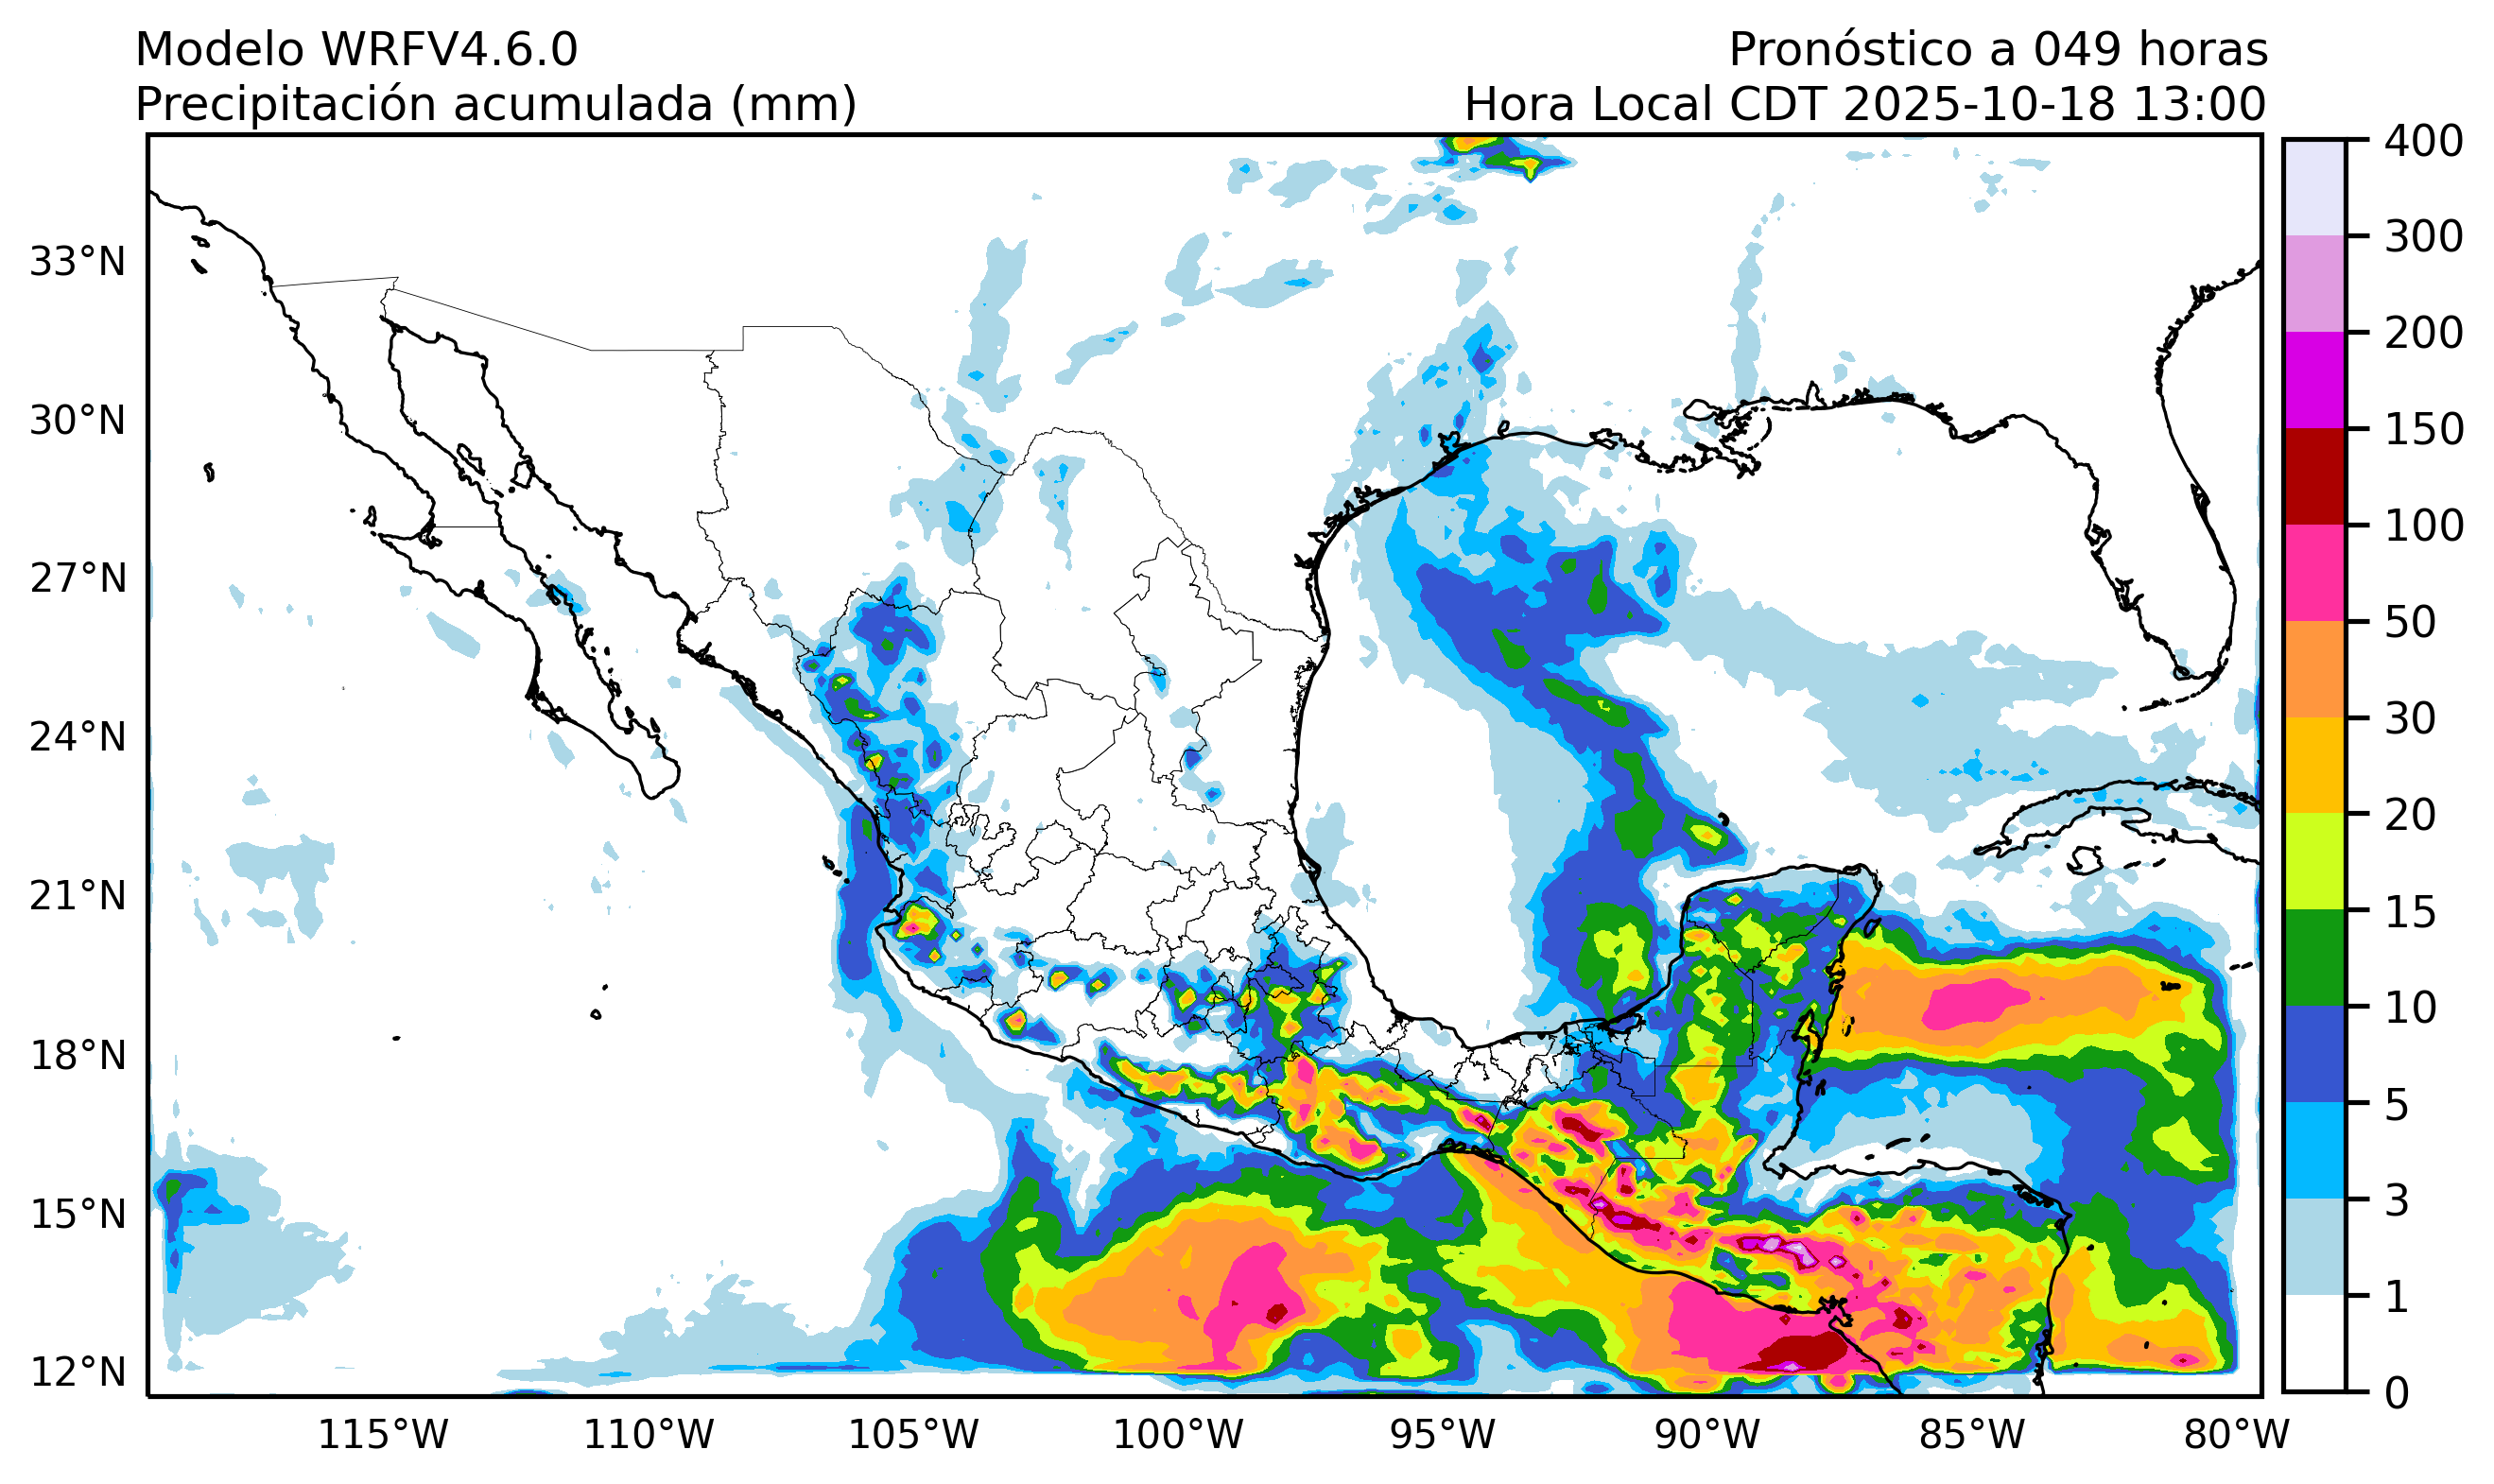 Modelo WRFV4.6.0
Pronóstico a 049 horas
Precipitación acumulada (mm)
Hora Local CDT 2025-10-18 13:00
33°N
30°N
27°N
24°N
21°N
18°N
15°N
12°N
115°W
110°W
105°W
100°W
95°W
90°W
85°W
80°W
400
300
200
150
100
50
30
20
15
10
5
3
1
0